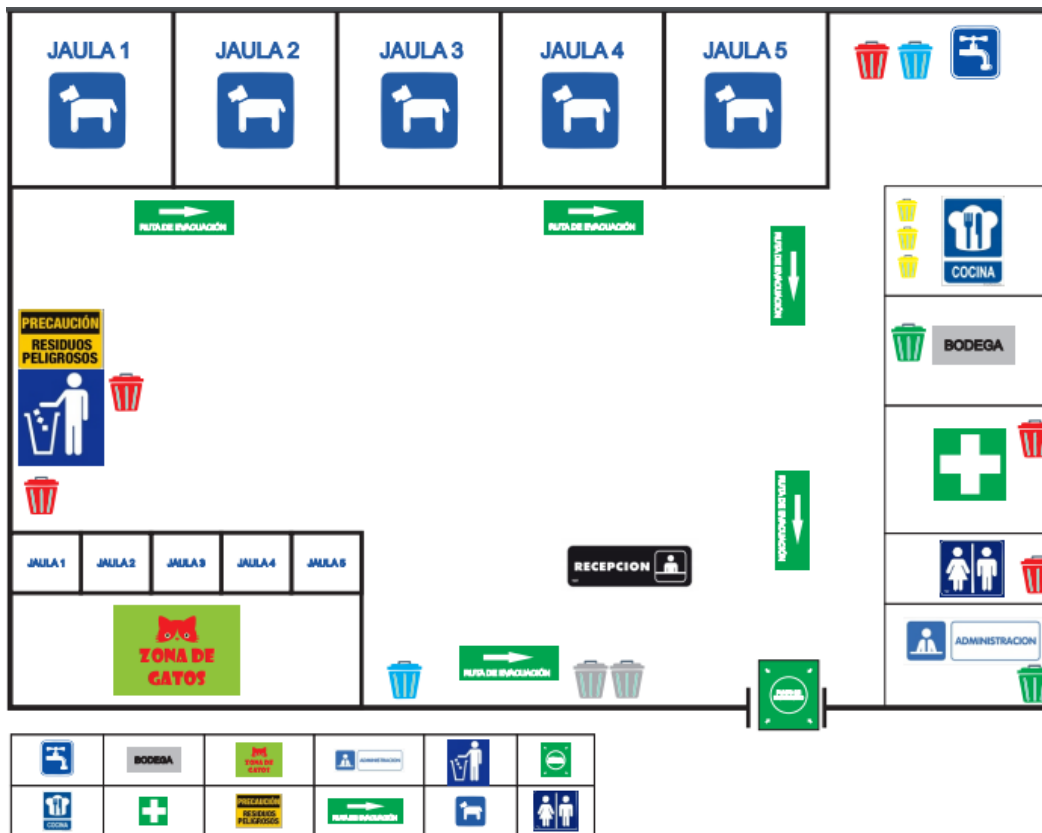 JAULA 1
JAULA 2
JAULA 3
JAULA 4
JAULA 5
RUTA DE EVACUACIÓN
RUTA DE EVACUACIÓN
RUTA DE EVACUACIÓN
COCINA
PRECAUCIÓN
RESIDUOS
PELIGROSOS
BODEGA
RUTA DE EVACUACIÓN
JAULA 1
JAULA 2
JAULA 3
JAULA 4
JAULA 5
RECEPCION
ZONA DE
GATOS
ADMINISTRACION
RUTA DE EVACUACIÓN
BODEGA
ZONA DE
GATOS
ADMINISTRACION
COCINA
PRECAUCIÓN
RESIDUOS
PELIGROSOS
RUTA DE EVACUACIÓN